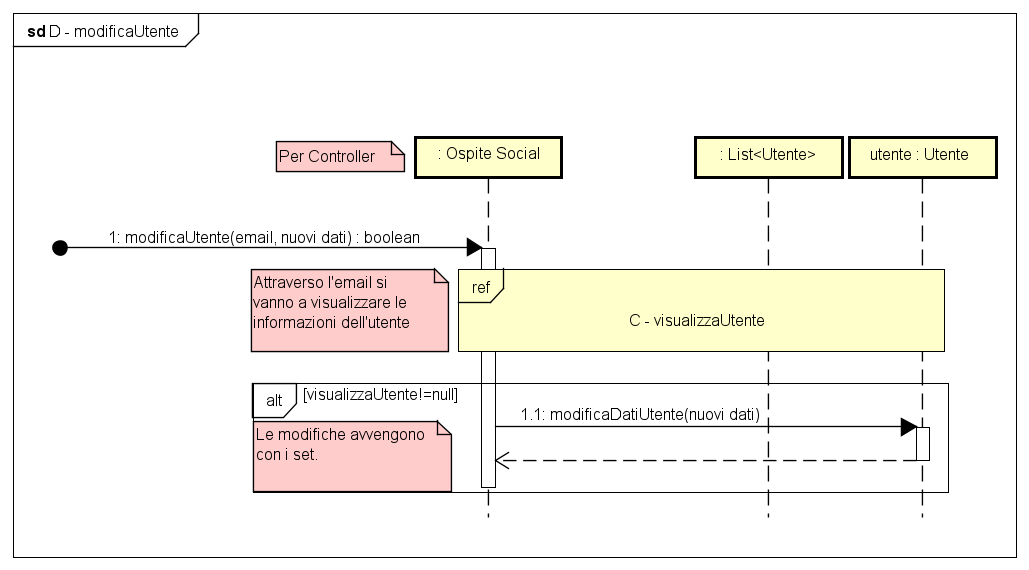 sd D - modificaUtente
Per Controller
: Ospite Social
: List<Utente>
utente : Utente
1: modificaUtente(email, nuovi dati) : boolean
Attraverso l'email si
vanno a visualizzare le
informazioni dell'utente
ref
C - visualizzaUtente
alt
[visualizzaUtente!=null]
1.1: modificaDatiUtente(nuovi dati)
Le modifiche avvengono
con i set.